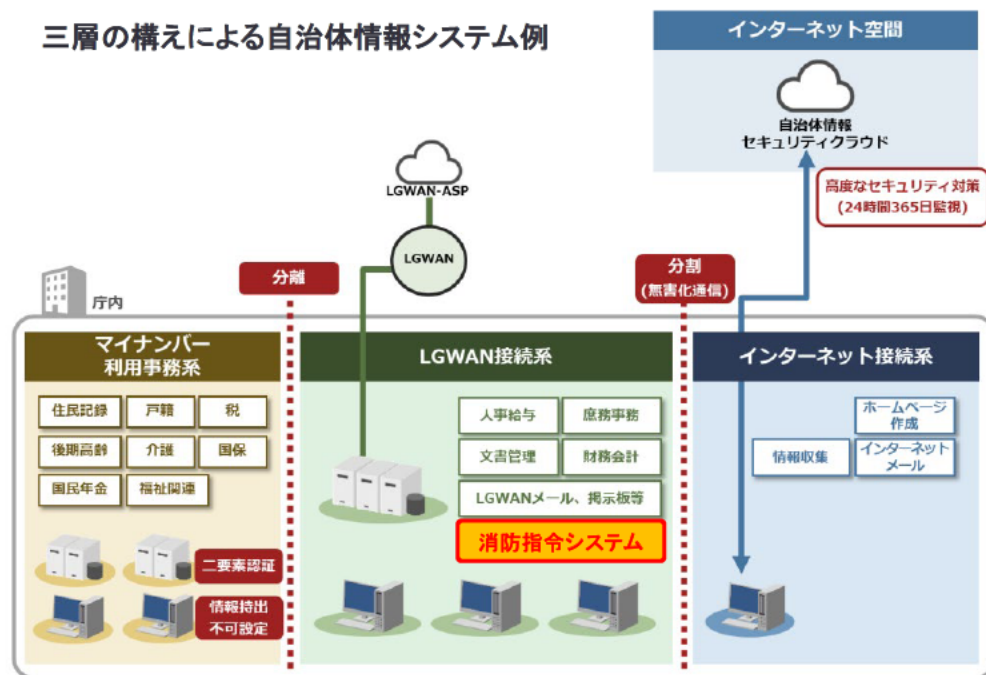 三層の構えによる自治体情報システム例
インターネット空間
自治体情報
セキュリティクラウド
高度なセキュリティ対策
(24時間365日監視)
LGWAN-ASP
LGWAN
分離
分割
(無害化通信)
庁内
マイナンバー
利用事務系
住民記録
戸籍
税
後期高齢
介護
国保
国民年金
福祉関連
二要素認証
情報持出
不可設定
LGWAN接続系
人事給与
庶務事務
文書管理
財務会計
LGWANメール、掲示板等
消防指令システム
インターネット接続系
ホームページ
作成
情報収集
インターネット
メール